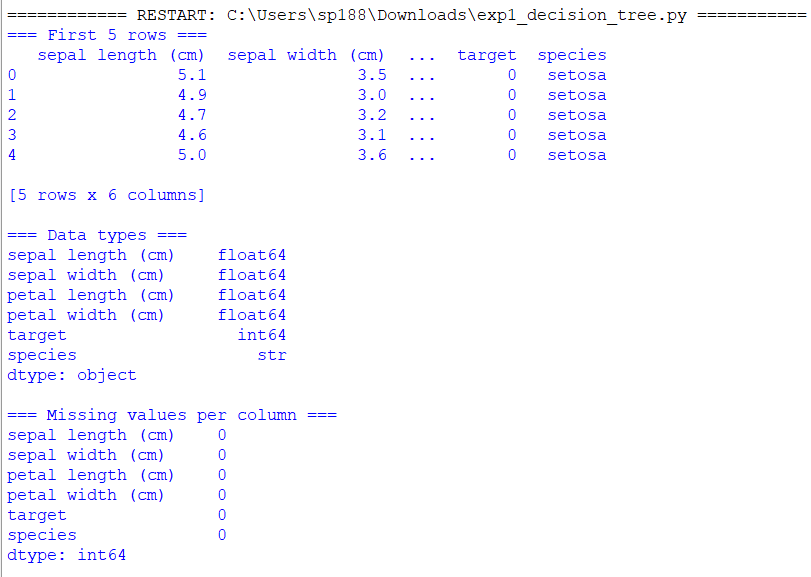 ============ RESTART: C:\Users\sp188\Downloads\exp1_decision_tree.py ===========
=== First 5 rows ===
   sepal length (cm)  sepal width (cm)  ...  target  species
0                5.1               3.5  ...       0   setosa
1                4.9               3.0  ...       0   setosa
2                4.7               3.2  ...       0   setosa
3                4.6               3.1  ...       0   setosa
4                5.0               3.6  ...       0   setosa

[5 rows x 6 columns]

=== Data types ===
sepal length (cm)    float64
sepal width (cm)     float64
petal length (cm)    float64
petal width (cm)     float64
target                 int64
species                  str
dtype: object

=== Missing values per column ===
sepal length (cm)    0
sepal width (cm)     0
petal length (cm)    0
petal width (cm)     0
target               0
species              0
dtype: int64